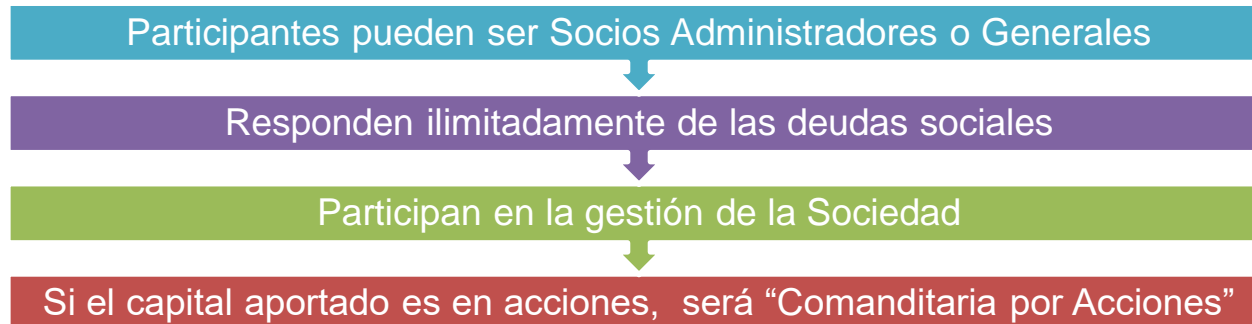 Participantes pueden ser Socios Administradores o Generales
Responden ilimitadamente de las deudas sociales
Participan en la gestión de la Sociedad
Si el capital aportado es en acciones, será “Comanditaria por Acciones”